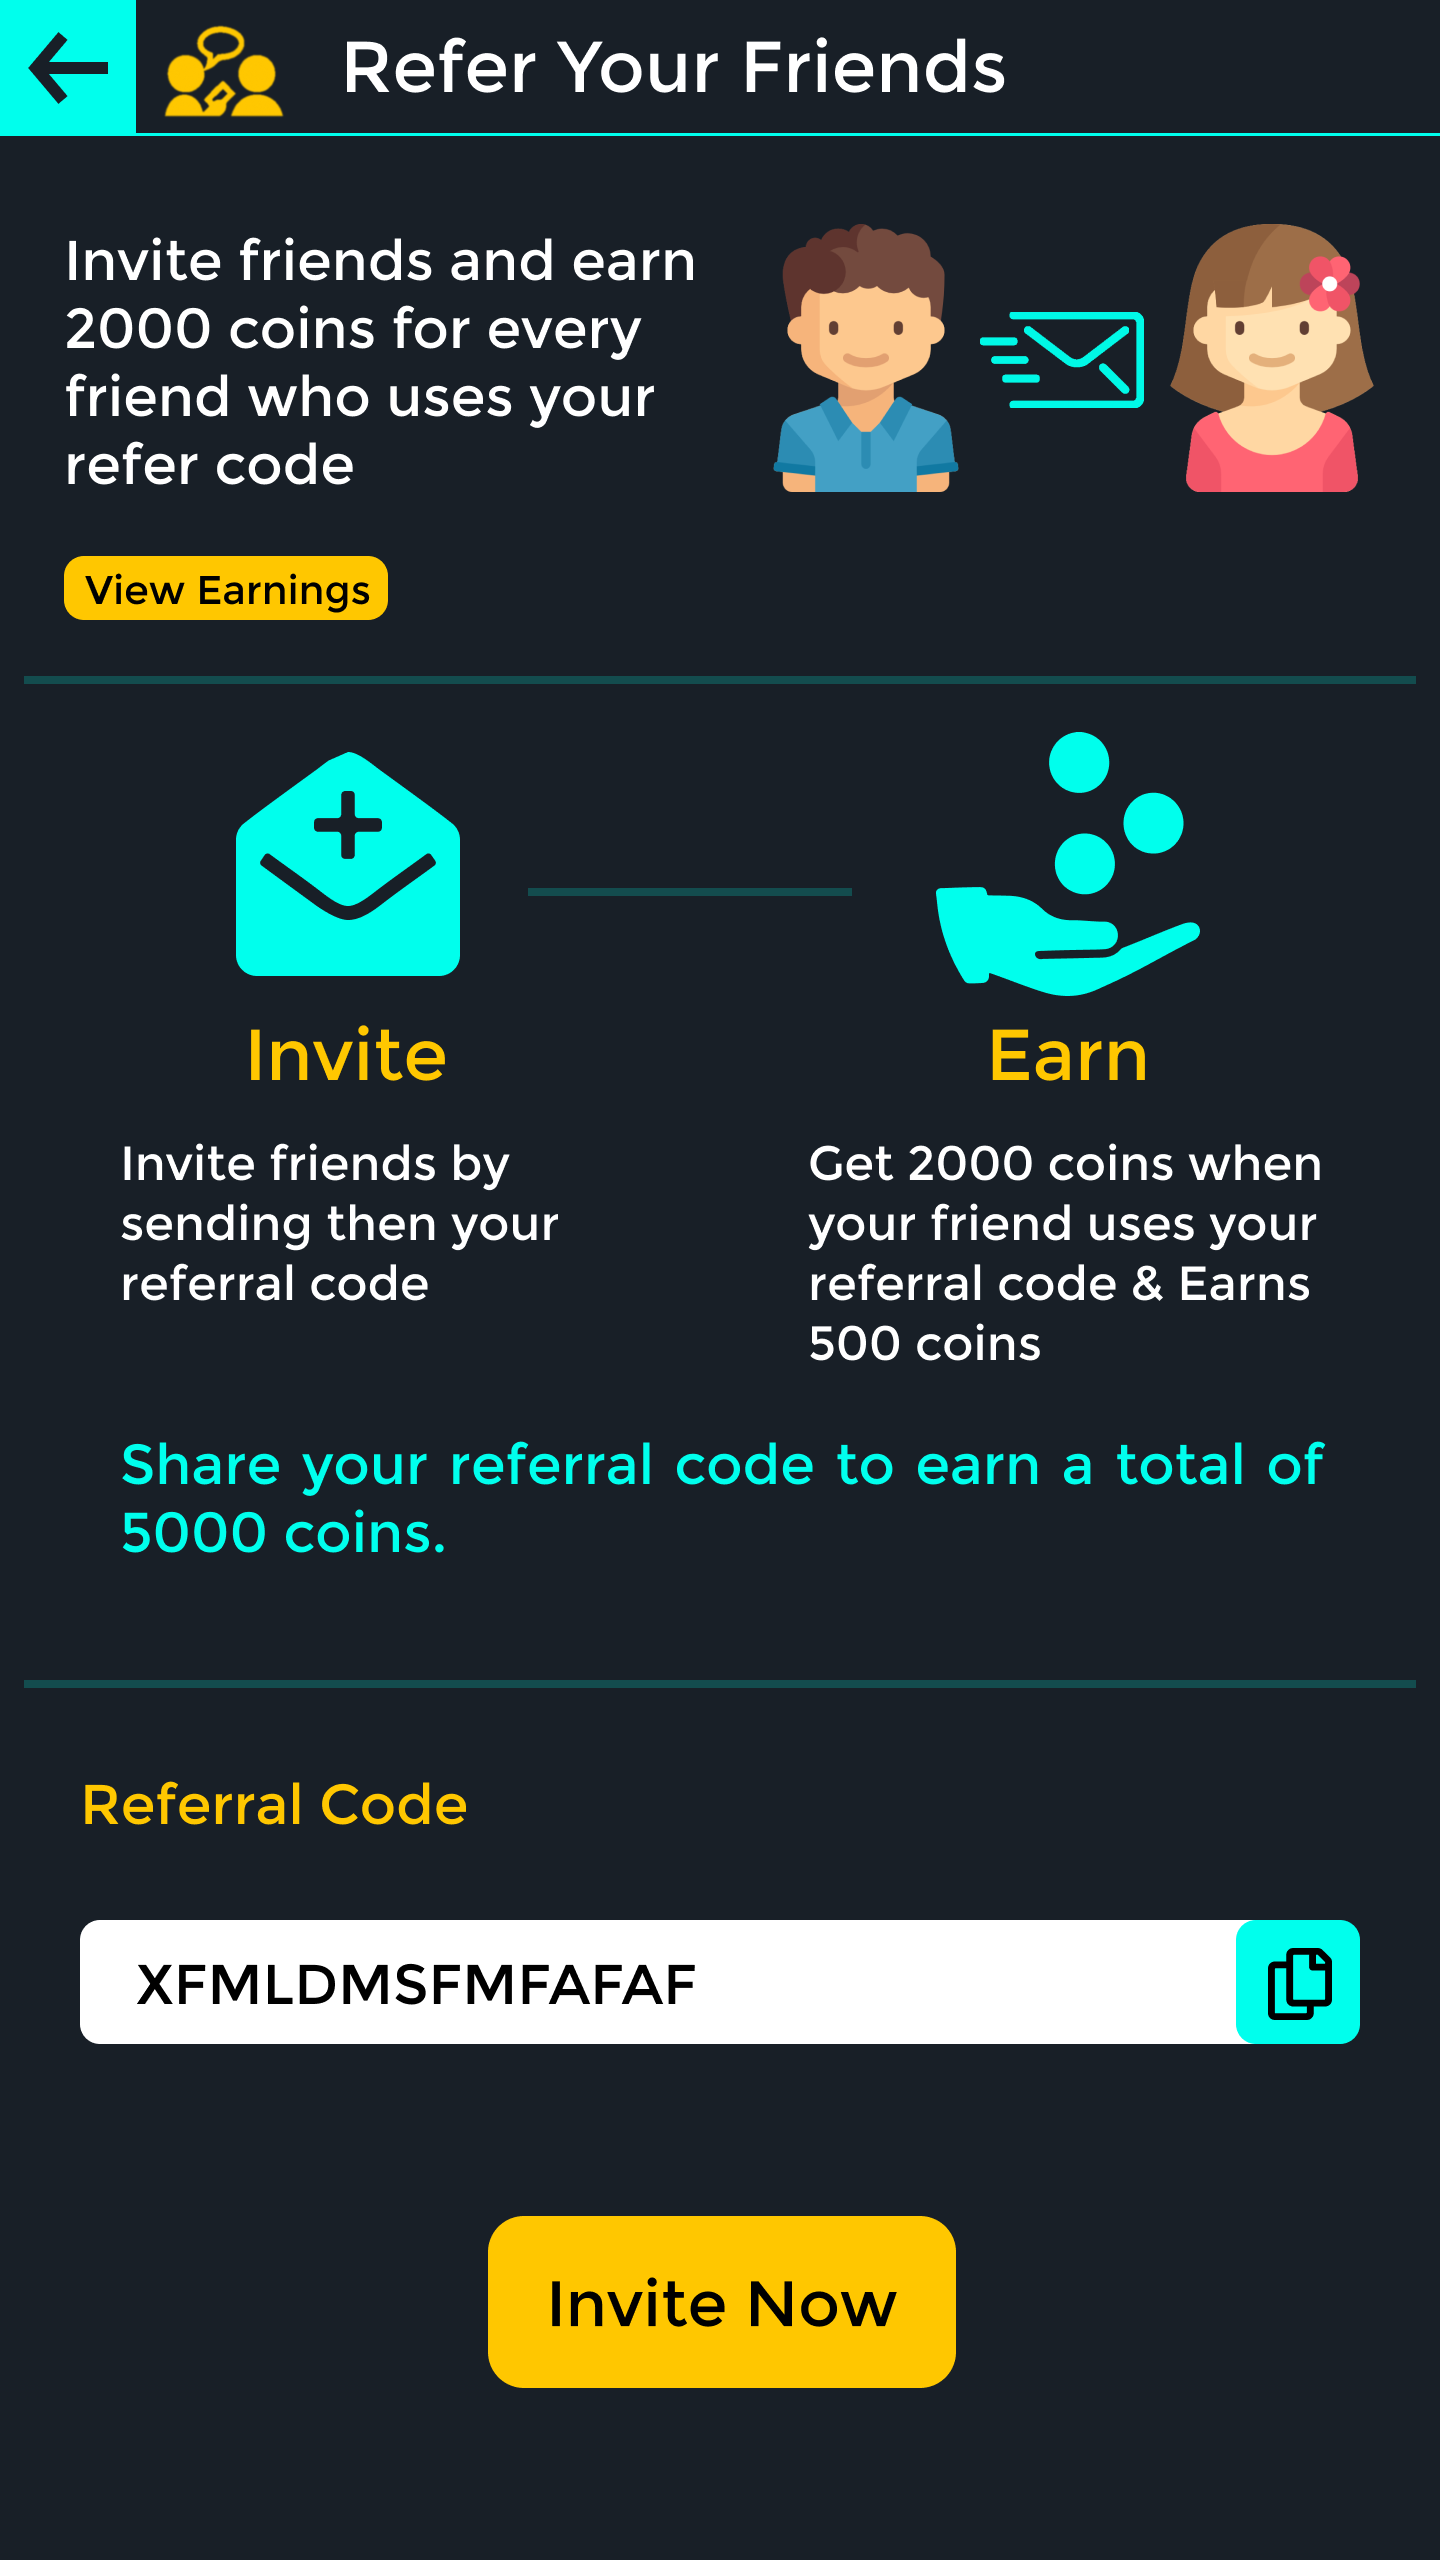 Refer Your Friends
Invite friends and earn
2000 coins for every
friend who uses your
refer code
View Earnings
Invite
Invite friends by
sending then your
referral code
Earn
Get 2000 coins when
your friend uses your
referral code & Earns
500 coins
Share your referral code to earn a total of
5000 coins.
Referral Code
XFMLDMSFMFAFAF
Invite Now